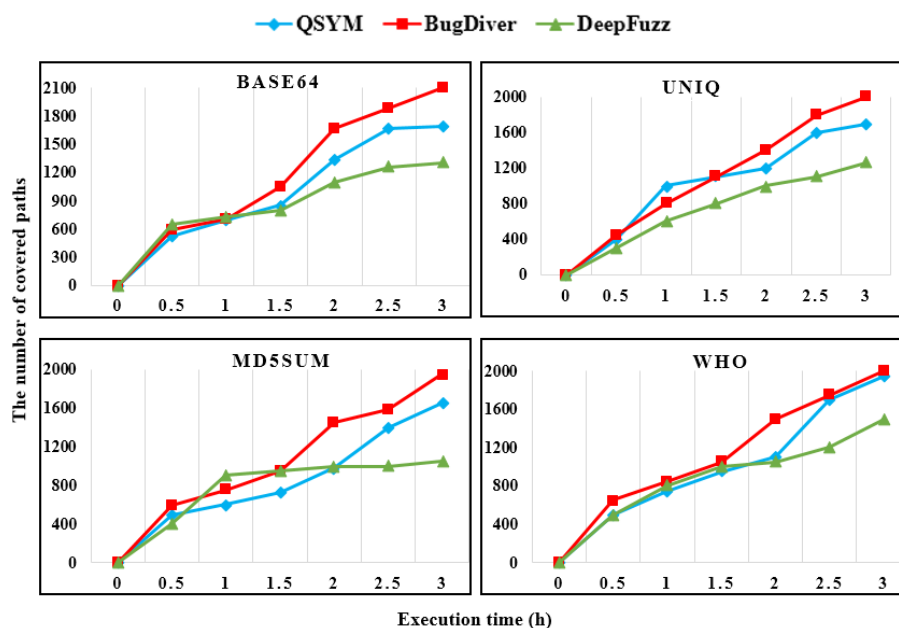 QSYM BugDiver DeepFuzz
BASE64
2100
1800
1500
1200
900
600
300
0
0 0.5 1 1.5 2 2.5 3
UNIQ
2000
1600
1200
800
400
0
0 0.5 1 1.5 2 2.5 3
The number of covered paths
MD5SUM
2000
1600
1200
800
400
0
0 0.5 1 1.5 2 2.5 3
WHO
2000
1600
1200
800
400
0
0 0.5 1 1.5 2 2.5 3
Execution time (h)